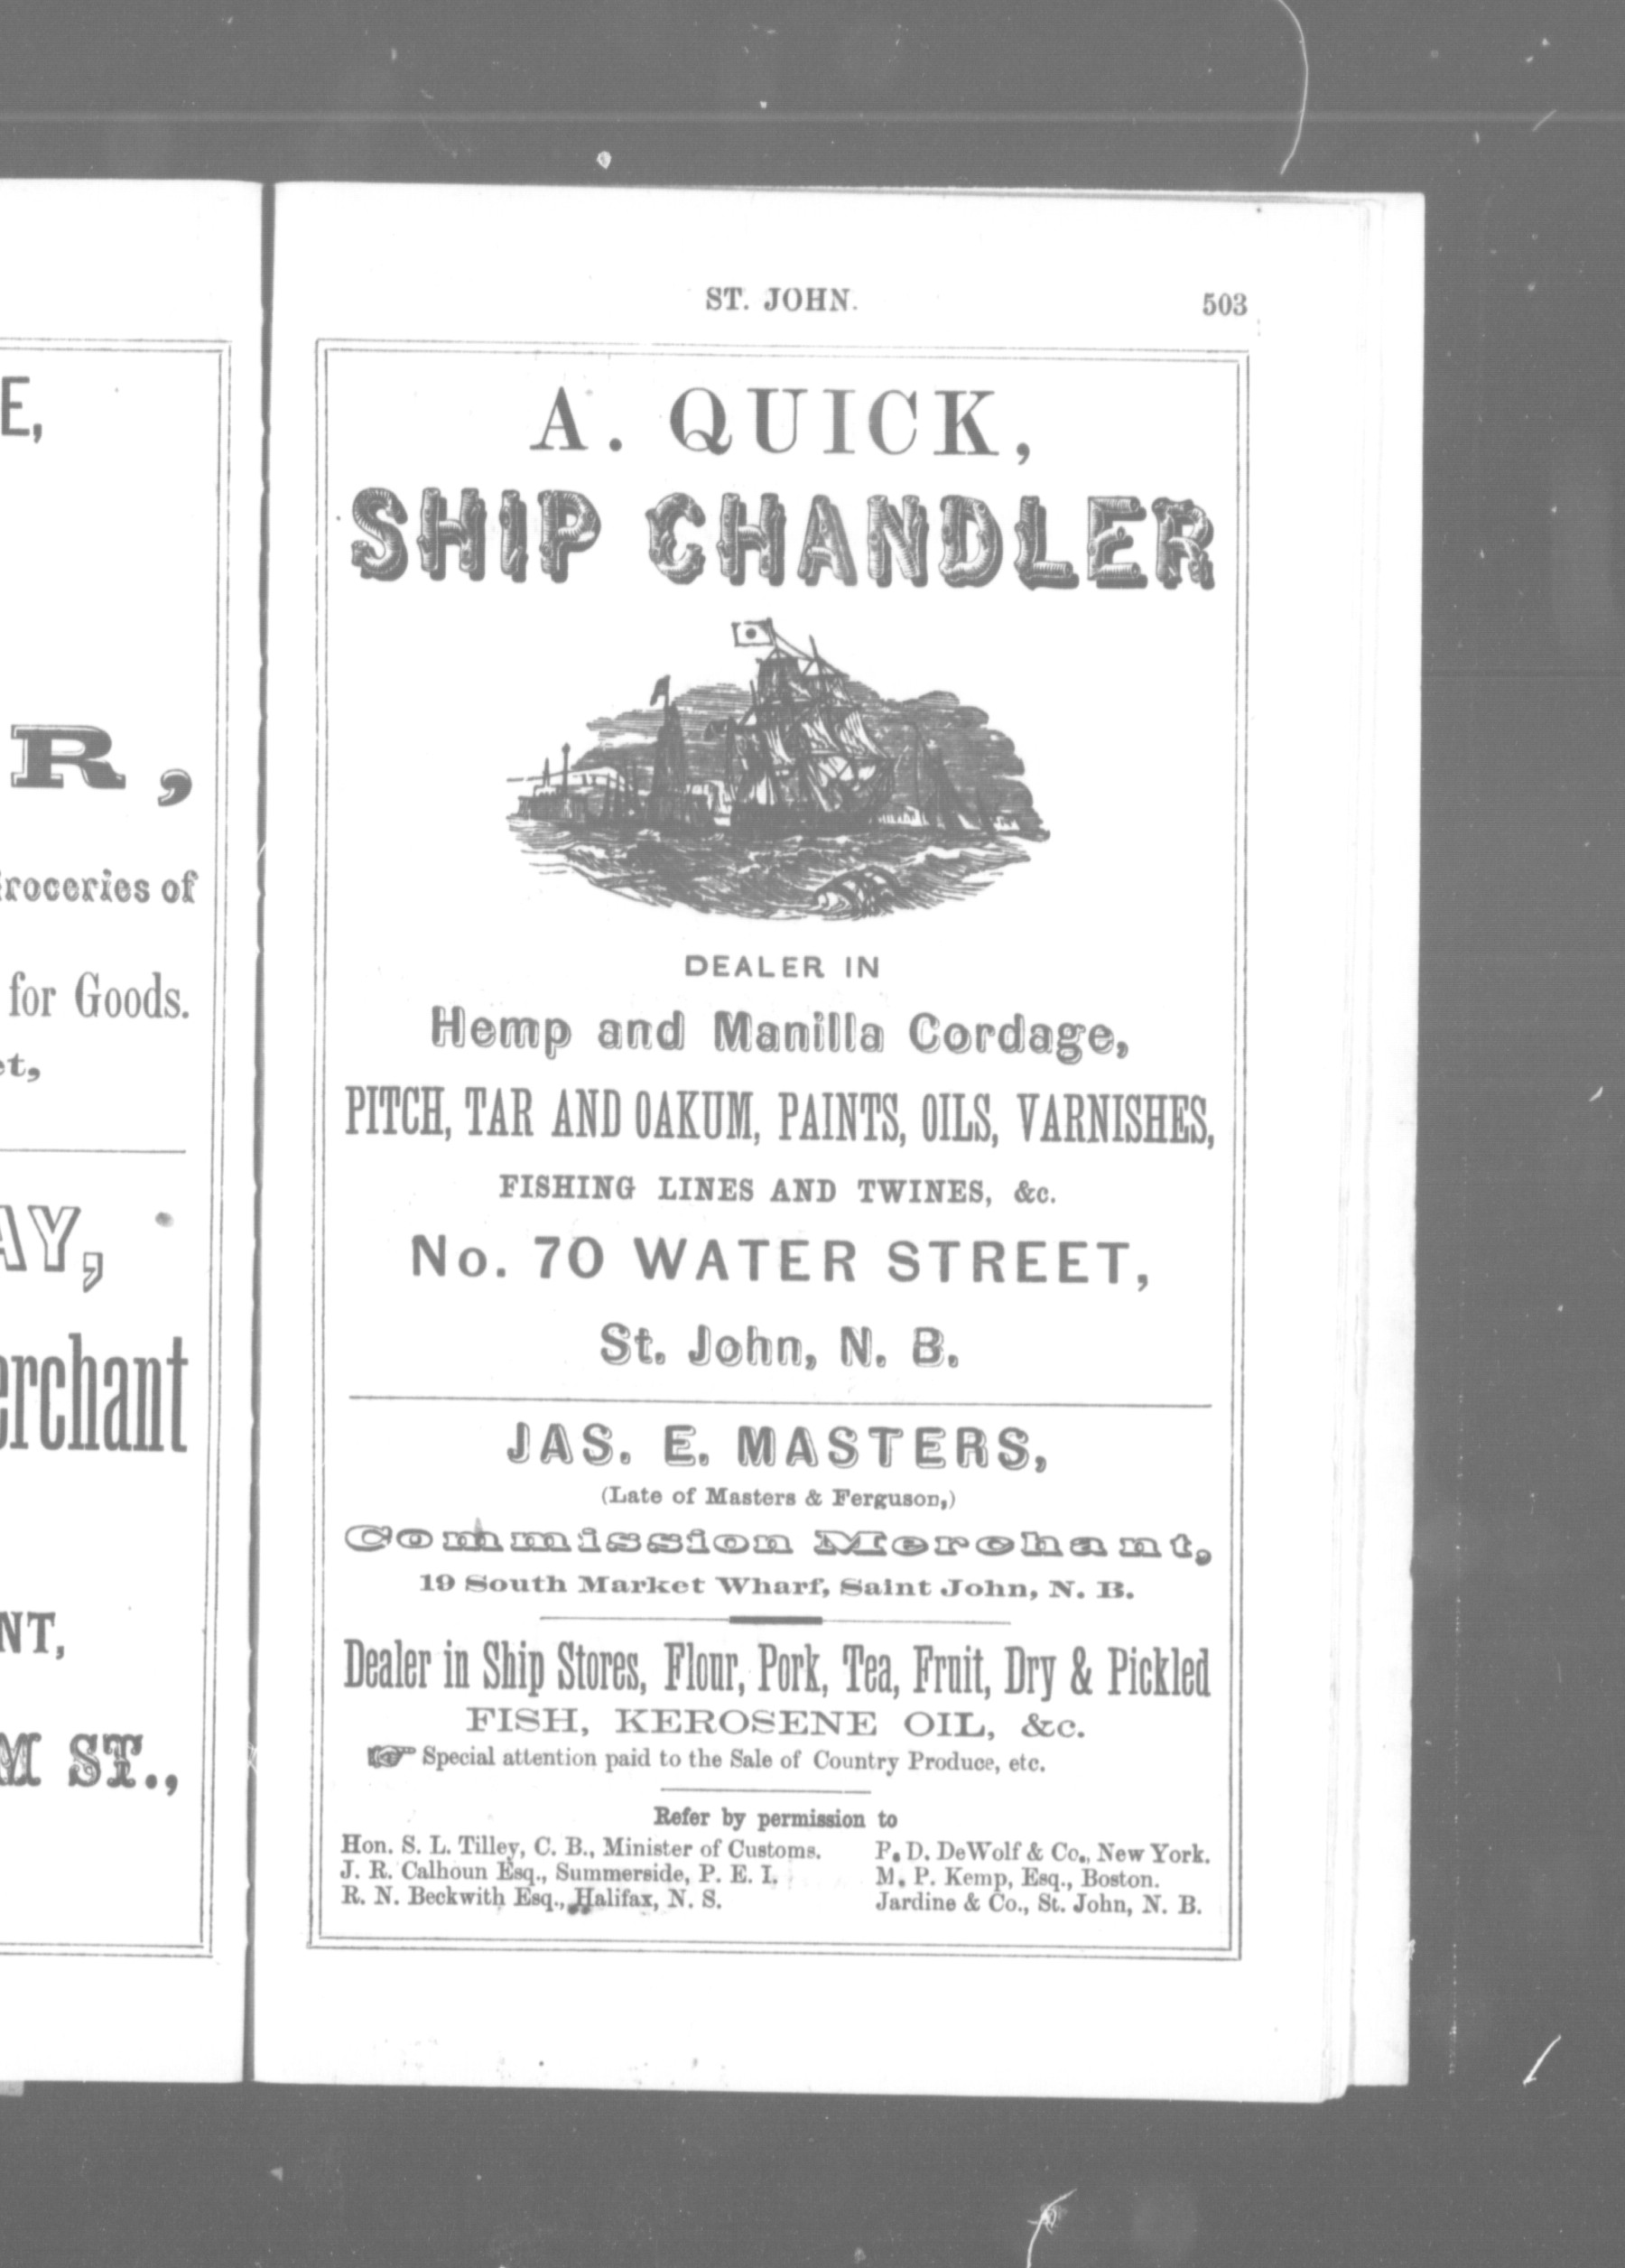 E,
R,
Groceries of
for Goods.
et,
AY,
erchant
NT,
M ST.,
ST. JOHN. 503
A. QUICK,
SHIP CHANDLER
DEALER IN
Hemp and Manilla Cordage,
PITCH, TAR AND OAKUM, PAINTS, OILS, VARNISHES,
FISHING LINES AND TWINES, &c.
No. 70 WATER STREET,
St. John, N. B.
JAS. E. MASTERS,
(Late of Masters & Ferguson,)
Commission Merchant,
19 South Market Wharf, Saint John, N. B.
Dealer in Ship Stores, Flour, Pork, Tea, Fruit, Dry & Pickled
FISH, KEROSENE OIL, &c.
☞ Special attention paid to the Sale of Country Produce, etc.
Refer by permission to
Hon. S. L. Tilley, C. B., Minister of Customs.
J. R. Calhoun Esq., Summerside, P. E. I.
R. N. Beckwith Esq., Halifax, N. S.
P. D. DeWolf & Co., New York.
M. P. Kemp, Esq., Boston.
Jardine & Co., St. John, N. B.